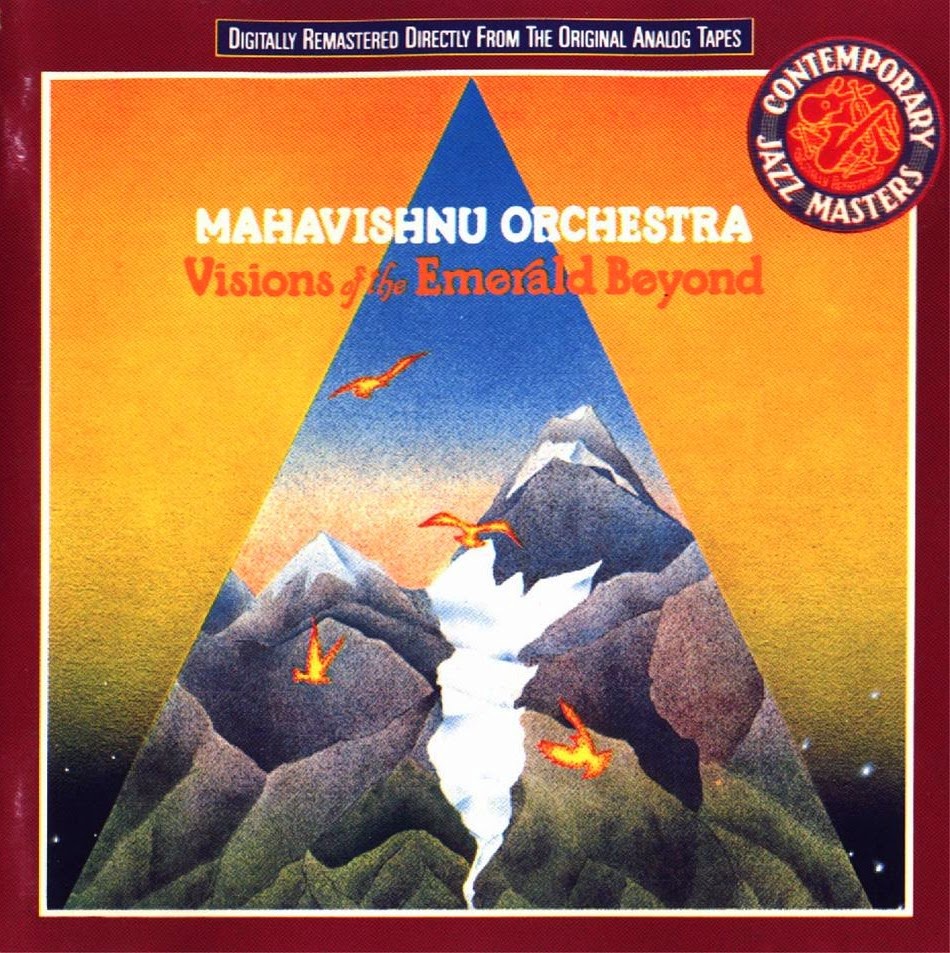 DIGITALLY REMASTERED DIRECTLY FROM THE ORIGINAL ANALOG TAPES
CONTEMPORARY
JAZZ MASTERS
MAHAVISHNU ORCHESTRA
Visions of the Emerald Beyond